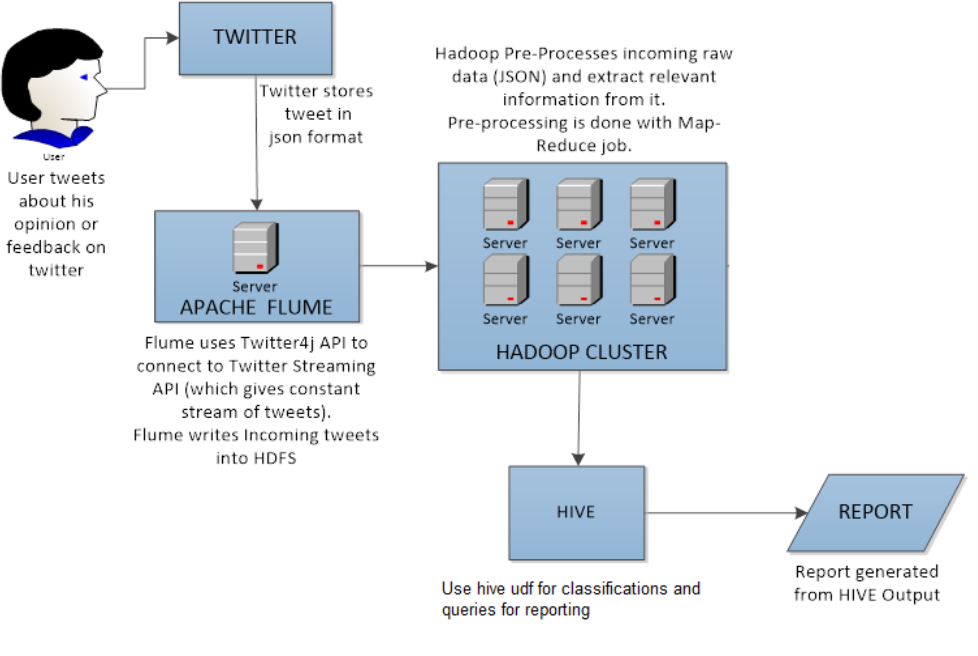 TWITTER
Twitter stores
tweet in
json format
User
User tweets
about his
opinion or
feedback on
twitter
Server
APACHE FLUME
Flume uses Twitter4j API to
connect to Twitter Streaming
API (which gives constant
stream of tweets).
Flume writes Incoming tweets
into HDFS
Hadoop Pre-Processes incoming raw
data (JSON) and extract relevant
information from it.
Pre-processing is done with Map-
Reduce job.
Server Server Server
Server Server Server
HADOOP CLUSTER
HIVE
Use hive udf for classifications and
queries for reporting
REPORT
Report generated
from HIVE Output